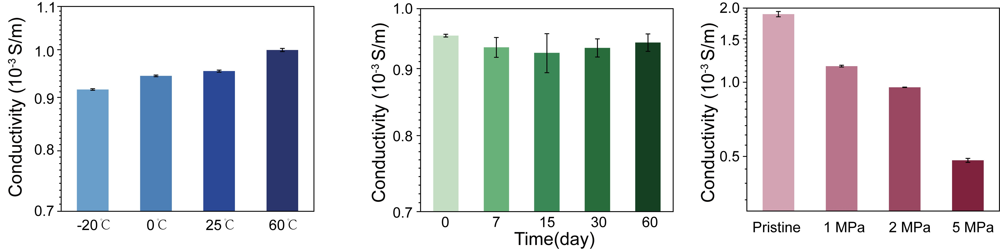 Conductivity (10-3 S/m)
1.1
1.0
0.9
0.8
0.7
-20℃
0℃
25℃
60℃
Conductivity (10-3 S/m)
1.0
0.9
0.8
0.7
0
7
15
30
60
Time(day)
Conductivity (10-3 S/m)
2.0
1.5
1.0
0.5
Pristine
1 MPa
2 MPa
5 MPa